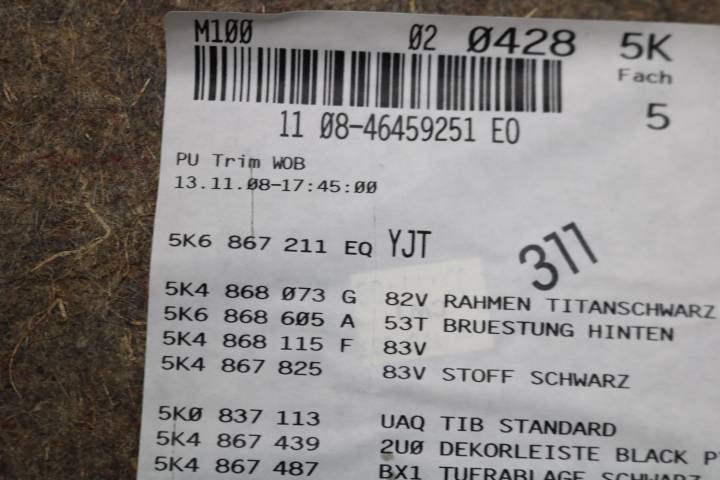 M100 02 0428 5K
Fach
5
11 08-46459251 EO
PU Trim WOB
13.11.08-17:45:00
5K6 867 211 EQ YJT
311
5K4 868 073 G 82V RAHMEN TITANSCHWARZ
5K6 868 605 A 53T BRUESTUNG HINTEN
5K4 868 115 F 83V
5K4 867 825 83V STOFF SCHWARZ
5K0 837 113 UAQ TIB STANDARD
5K4 867 439 2U0 DEKORLEISTE BLACK
5K4 867 487 BX1